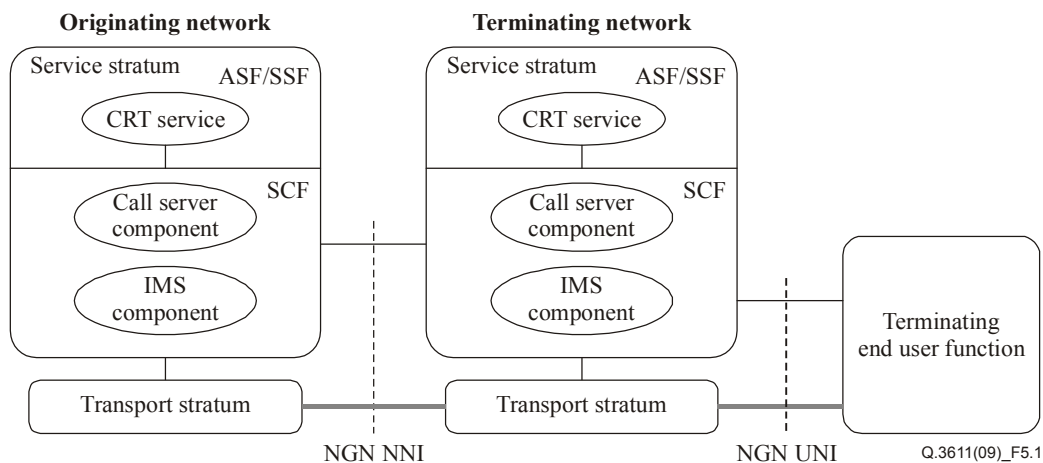 Originating network
Terminating network
Service stratum
ASF/SSF
CRT service
SCF
Call server
component
IMS
component
Transport stratum
Service stratum
ASF/SSF
CRT service
SCF
Call server
component
IMS
component
Transport stratum
Terminating
end user function
NGN NNI
NGN UNI
Q.3611(09)_F5.1